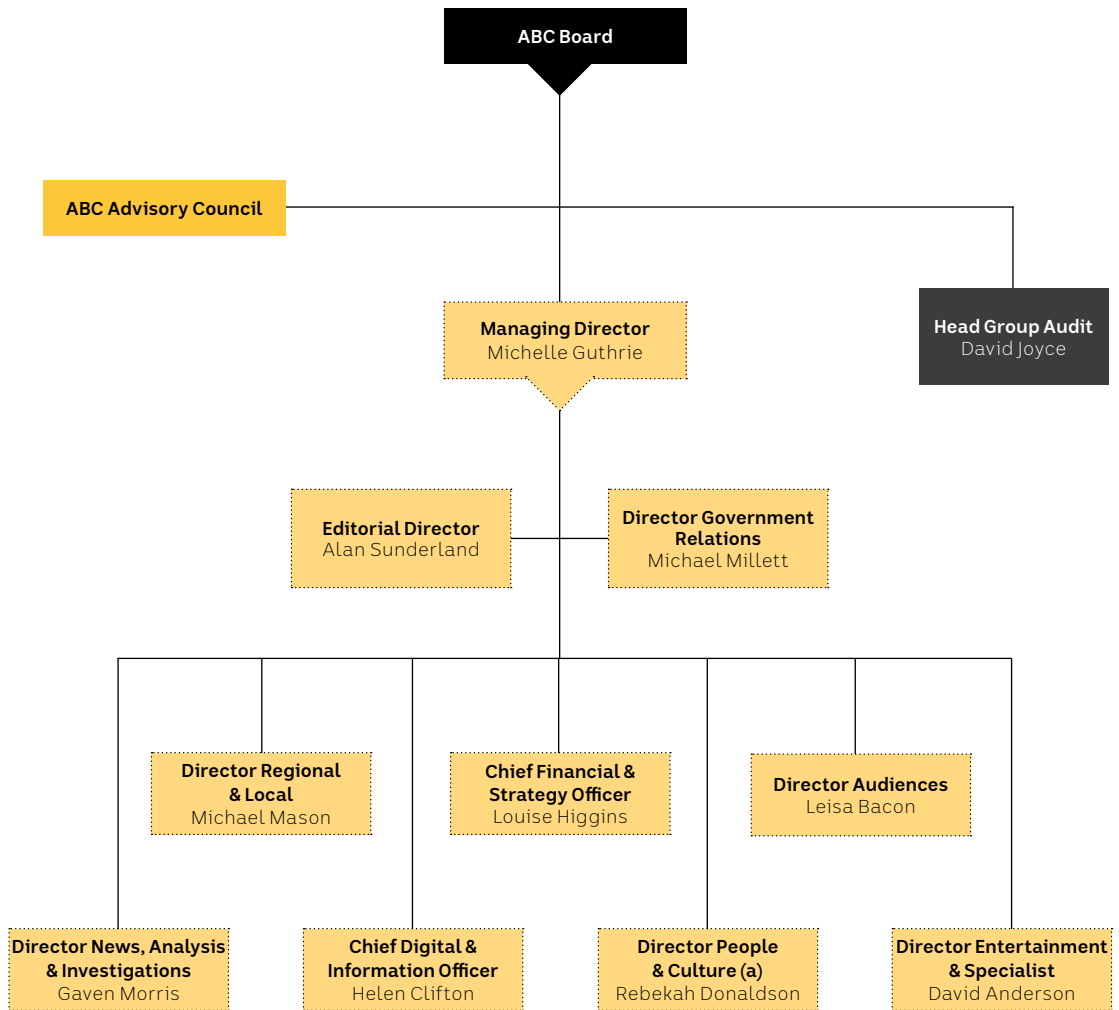 ABC Board
ABC Advisory Council
Managing Director
Michelle Guthrie
Head Group Audit
David Joyce
Editorial Director
Alan Sunderland
Director Government
Relations
Michael Millett
Director Regional
& Local
Michael Mason
Chief Financial &
Strategy Officer
Louise Higgins
Director Audiences
Leisa Bacon
Director News, Analysis
& Investigations
Gaven Morris
Chief Digital &
Information Officer
Helen Clifton
Director People
& Culture (a)
Rebekah Donaldson
Director Entertainment
& Specialist
David Anderson